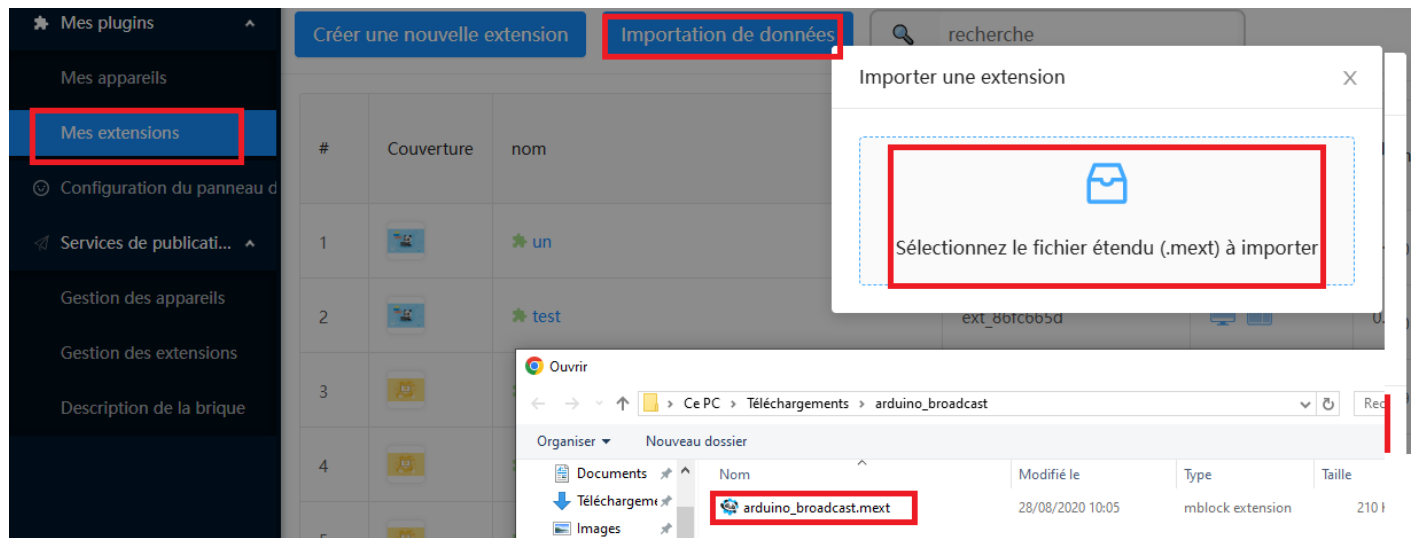 Mes plugins
Mes appareils
Mes extensions
Configuration du panneau d
Services de publicati...
Gestion des appareils
Gestion des extensions
Description de la brique
Créer une nouvelle extension
Importation de données
recherche
#
Couverture
nom
1
un
2
test
ext_86fc665d
0.
3
4
Importer une extension
X
Sélectionnez le fichier étendu (.mext) à importer
Ouvrir
Ce PC > Téléchargements > arduino_broadcast
Rec
Organiser
Nouveau dossier
Documents
Téléchargeme
Images
Nom
Modifié le
Type
Taille
arduino_broadcast.mext
28/08/2020 10:05
mblock extension
210